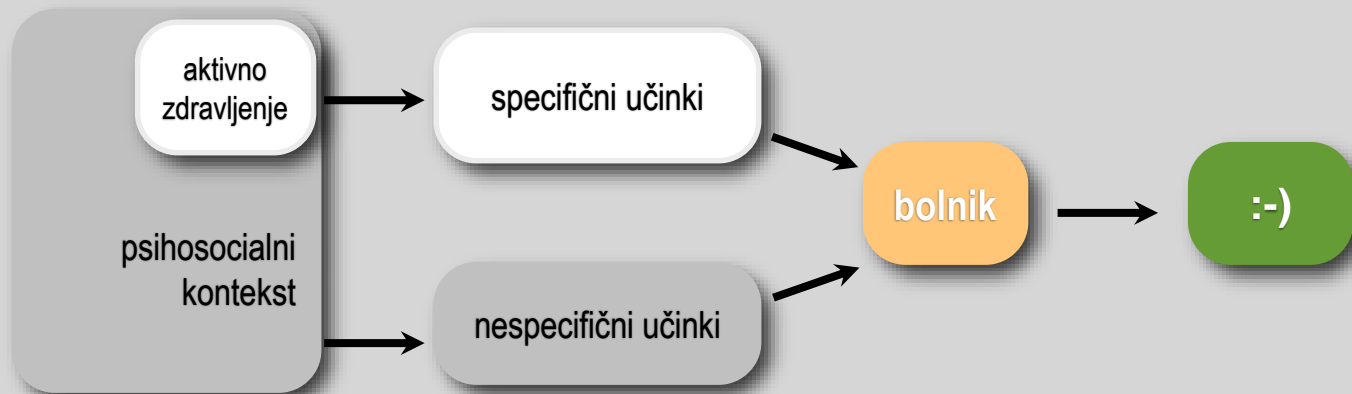 aktivno
zdravljenje
specifični učinki
bolnik
:-)
psihosocialni
kontekst
nespecifični učinki